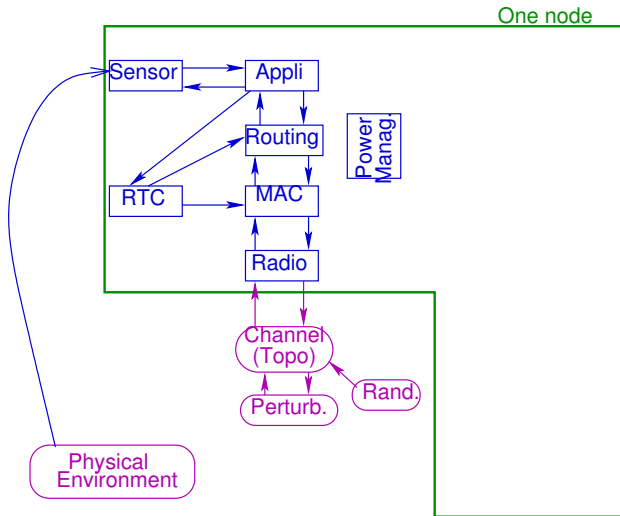 One node
Sensor
Appli
Routing
Power
Manag.
RTC
MAC
Radio
Channel
(Topo)
Rand.
Perturb.
Physical
Environment